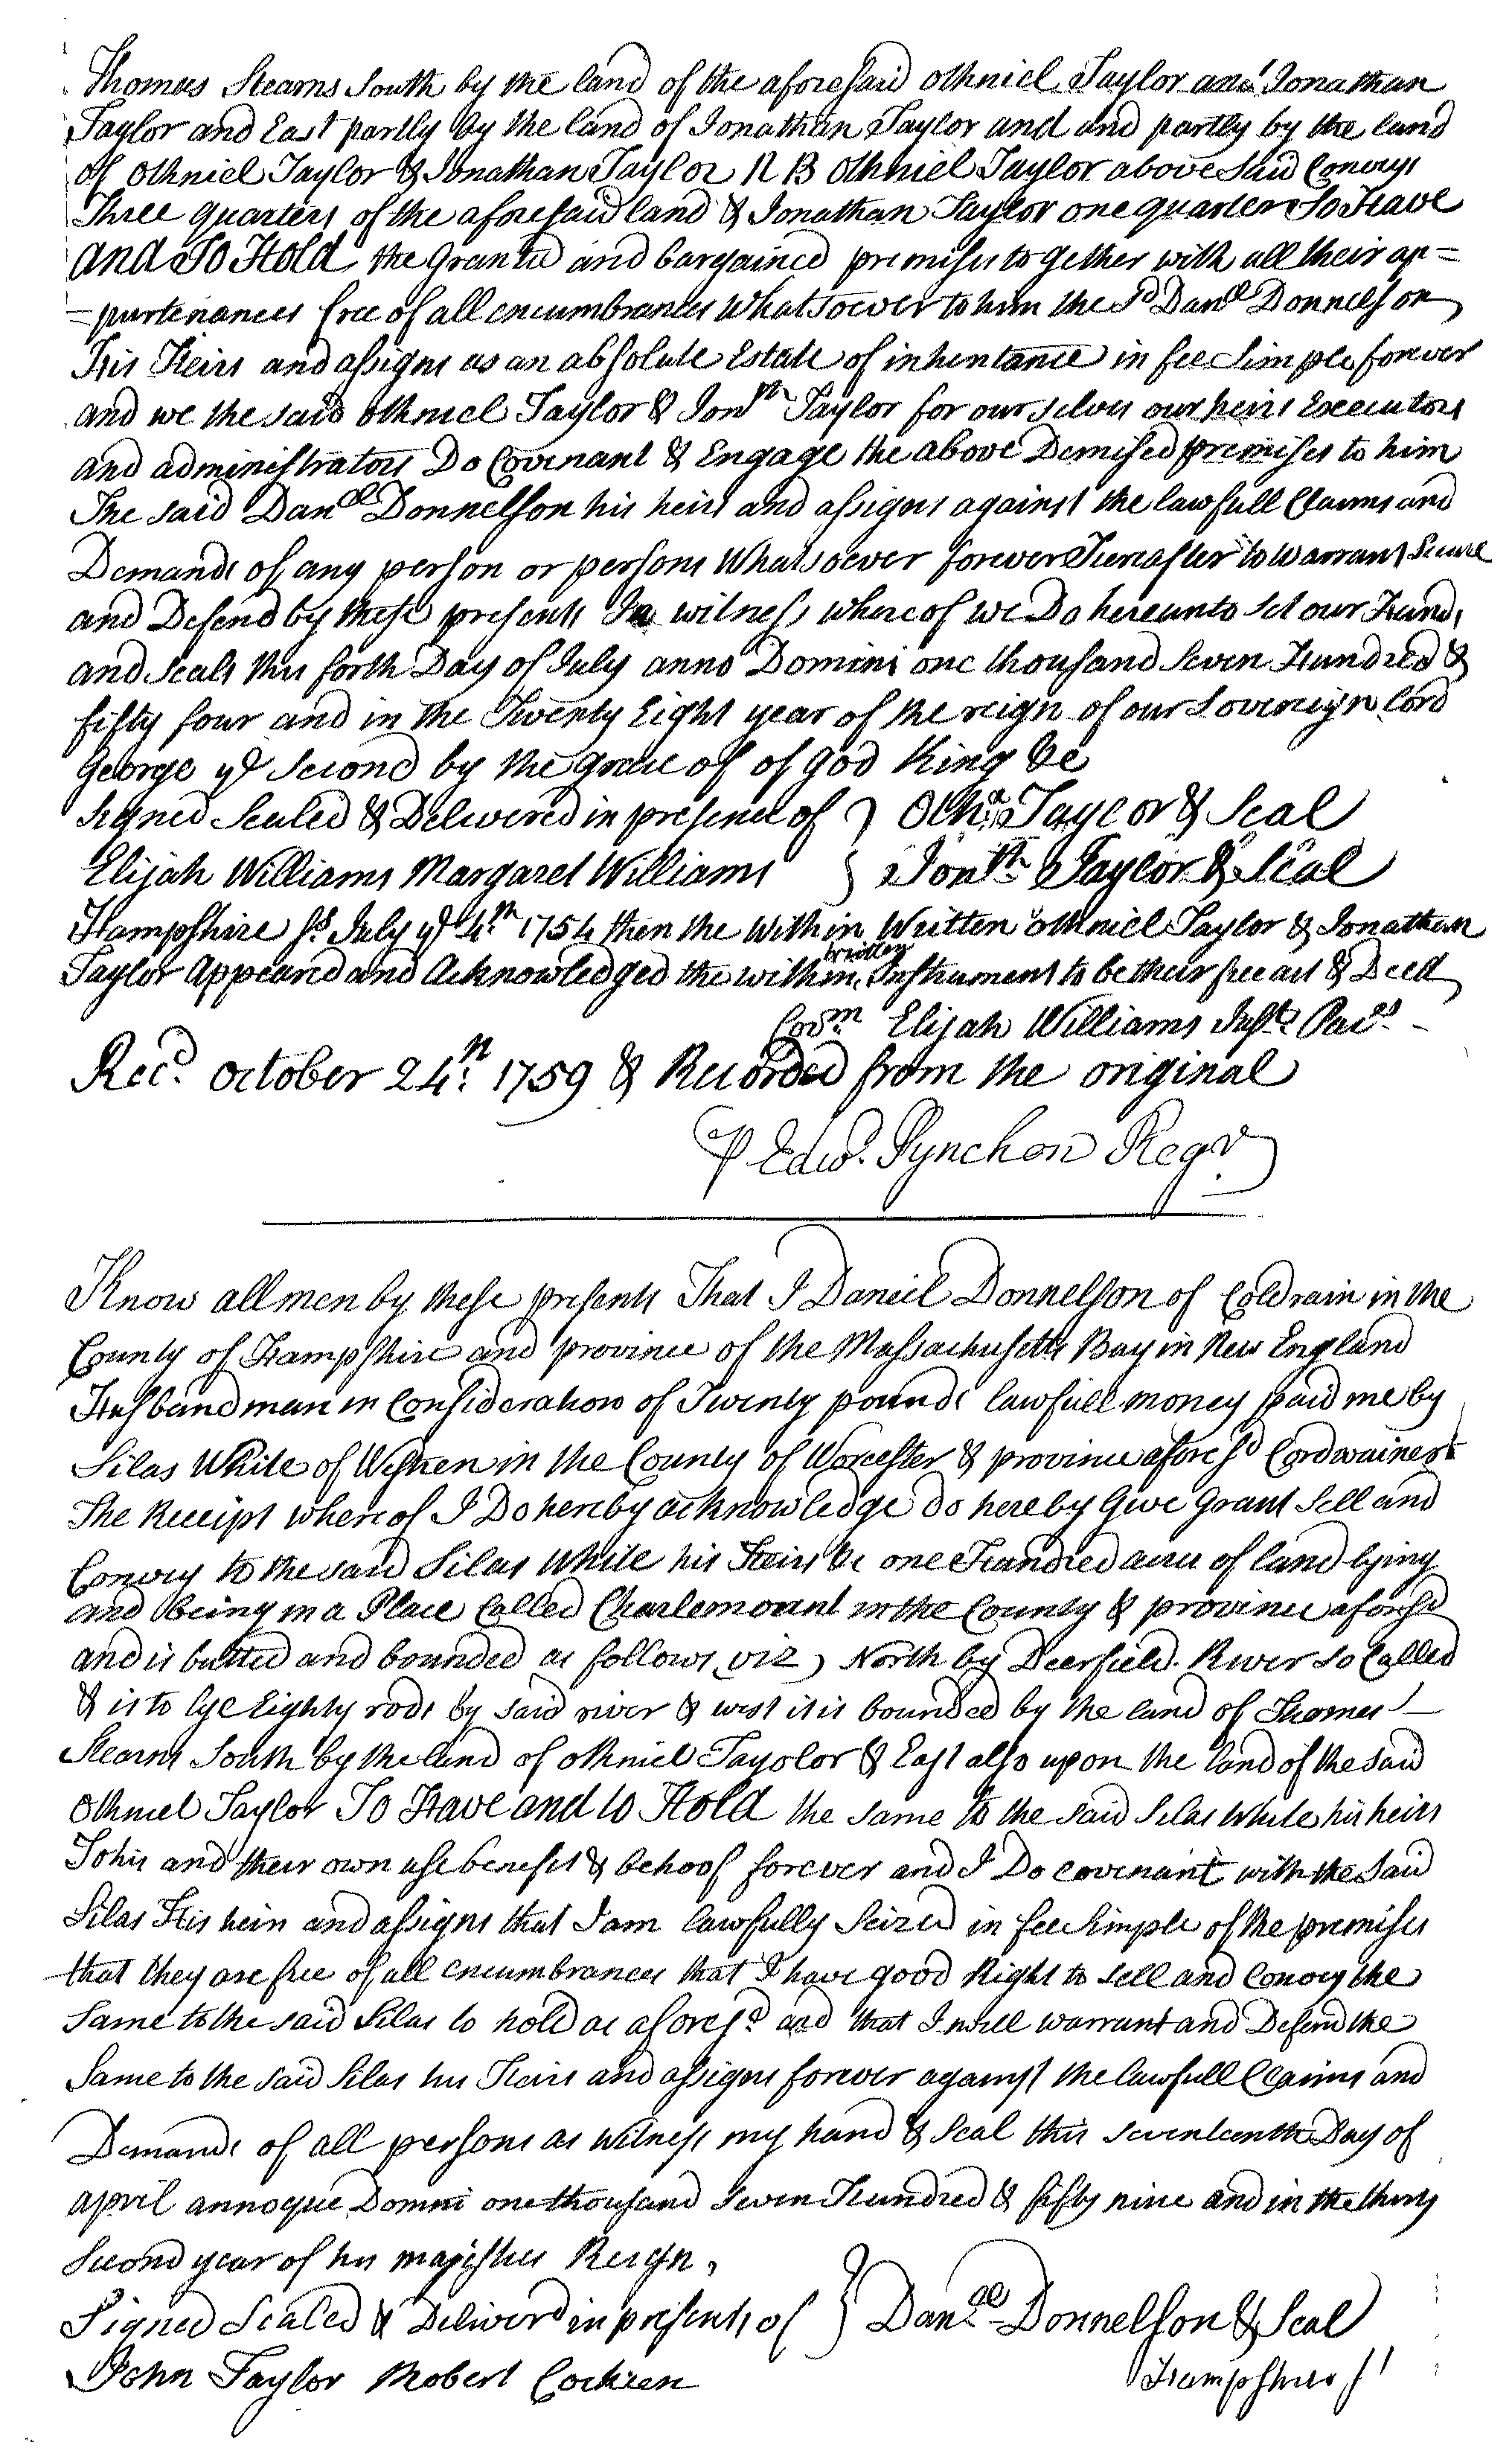 Thomas Stearns South by the land of the aforesaid Othniel Taylor and Jonathan
Taylor and East partly by the land of Jonathan Taylor and and partly by the land
of Othniel Taylor & Jonathan Taylor N B Othniel Taylor above Said Conveys
Three quarters of the aforesaid land & Jonathan Taylor one quarter To Have
and To Hold the Granted and bargained premises together with all their ap=
=purtenances free of all encumbrances Whatsoever to him the sd Danll Donnelson
His Heirs and assigns as an absolute Estate of inheritance in fee Simple forever
and we the said Othniel Taylor & Jonth Taylor for our selves our heirs Executors
and administrators Do Covenant & Engage the above Demised premises to him
The said Danll Donnelson his heirs and assigns against the lawfull Claims and
Demands of any person or persons Whatsoever forever Hereafter to Warrant Secure
and Defend by these presents In witness whereof we Do hereunto Set our Hands
and Seals this forth Day of July anno Domini one thousand Seven Hundred &
fifty four and in the Twenty Eight year of the reign of our Sovereign Lord
George ye Second by the grace of of god King &c
Signed Sealed & Delivered in presence of } Othn Taylor & Seal
Elijah Williams Margaret Williams } Jonth Taylor & Seal
Hampshire ss July ye 4th 1754 then the Within Written Othniel Taylor & Jonathan
Taylor Appeared and Acknowledged the within written Instrument to be their free act & Deed
Corm Elijah Williams Just Pacs
Recd. October 24th. 1759 & Recorded from the original
P Edwd. Pynchon Regr
Know all men by these presents That I Daneil Donnelson of Coldrain in the
County of Hampshire and province of the Massachusetts Bay in New England
Husbandman in Consideration of Twenty pounds lawfull money paid me by
Silas White of Western in the County of Worcester & province aforesd Cordwainer
The Receipt whereof I Do hereby acknowledge do hereby Give Grant Sell and
Convey to the said Silas White his Heirs &c one Hundred acres of land lying
and being in a Place Called Charlemount in the County & province aforesd
and is butted and bounded as follows viz) North by Deerfield River so Called
& is to lye Eighty rods by said river & west it is bounded by the land of Thomas
Stearns South by the land of Othniel Tayolor & East also upon the land of the said
Othniel Taylor To Have and to Hold the same to the said Silas White his heirs
To his and their own use benefit & behoof forever and I Do covenant with the Said
Silas His heirs and assigns that I am lawfully Seized in fee Simple of the premises
that they are free of all encumbrances that I have good Right to sell and Convey the
Same to the said Silas to hold as aforesd and that I will warrant and Defend the
Same to the said Silas his Heirs and assigns forever against the lawfull Claims and
Demands of all persons as Witness my hand & Seal this seventeenth Day of
april annoque Domini one thousand Seven Hundred & fifty nine and in the thirty
Second year of his majesties Reign,
Signed Sealed & Deliverd in presents of } Danll Donnelson & Seal
John Taylor Robert Cochren Hampshire ss